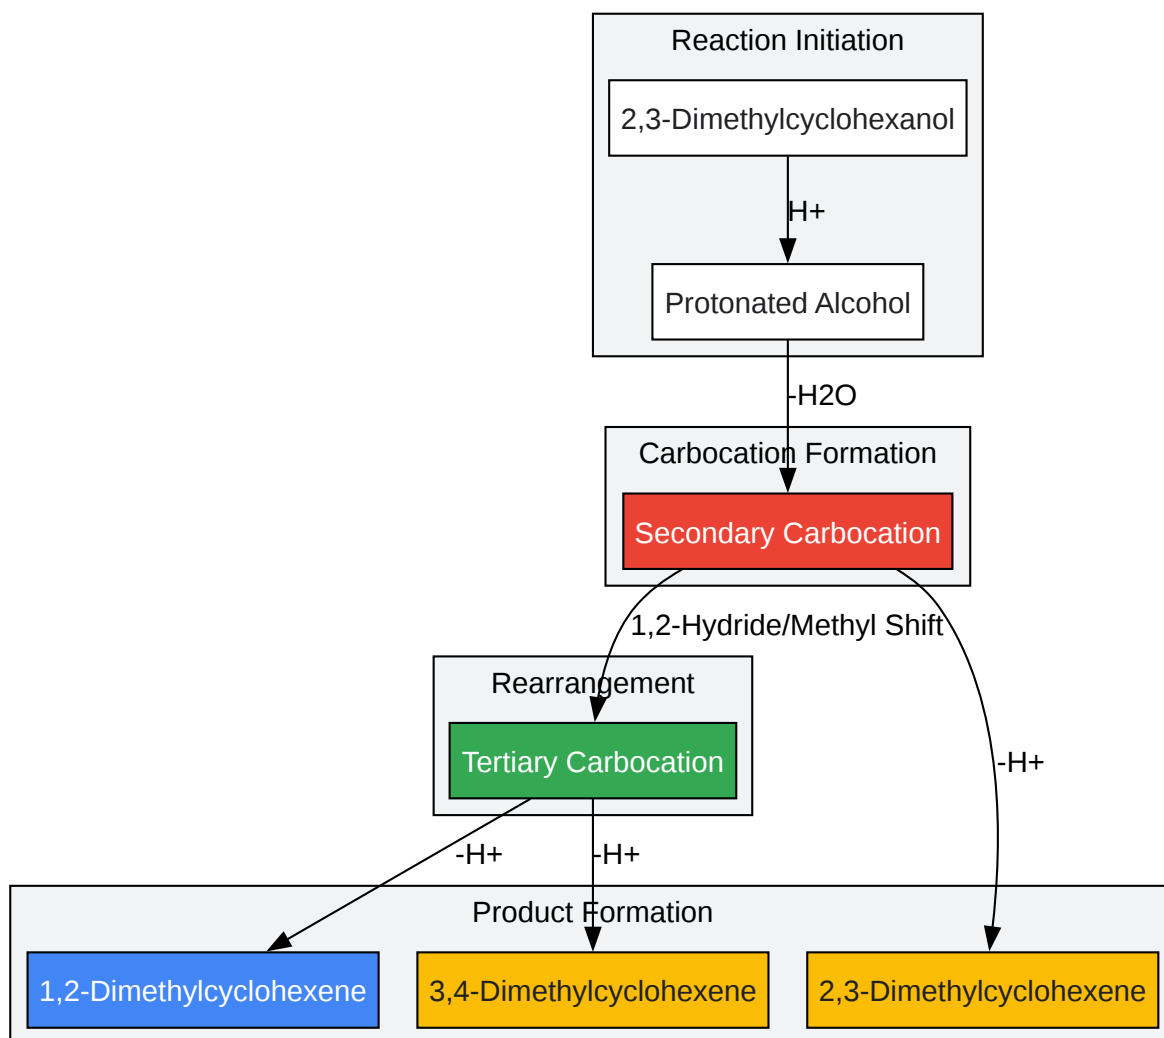 Reaction Initiation
2,3-Dimethylcyclohexanol
H+
Protonated Alcohol
-H2O
Carbocation Formation
Secondary Carbocation
1,2-Hydride/Methyl Shift
Rearrangement
Tertiary Carbocation
-H+
-H+
-H+
Product Formation
1,2-Dimethylcyclohexene
3,4-Dimethylcyclohexene
2,3-Dimethylcyclohexene